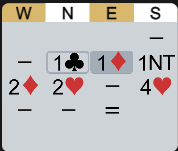 W N E S
–
– 1♣ 1♦ 1NT
2♦ 2♥ – 4♥
– – =